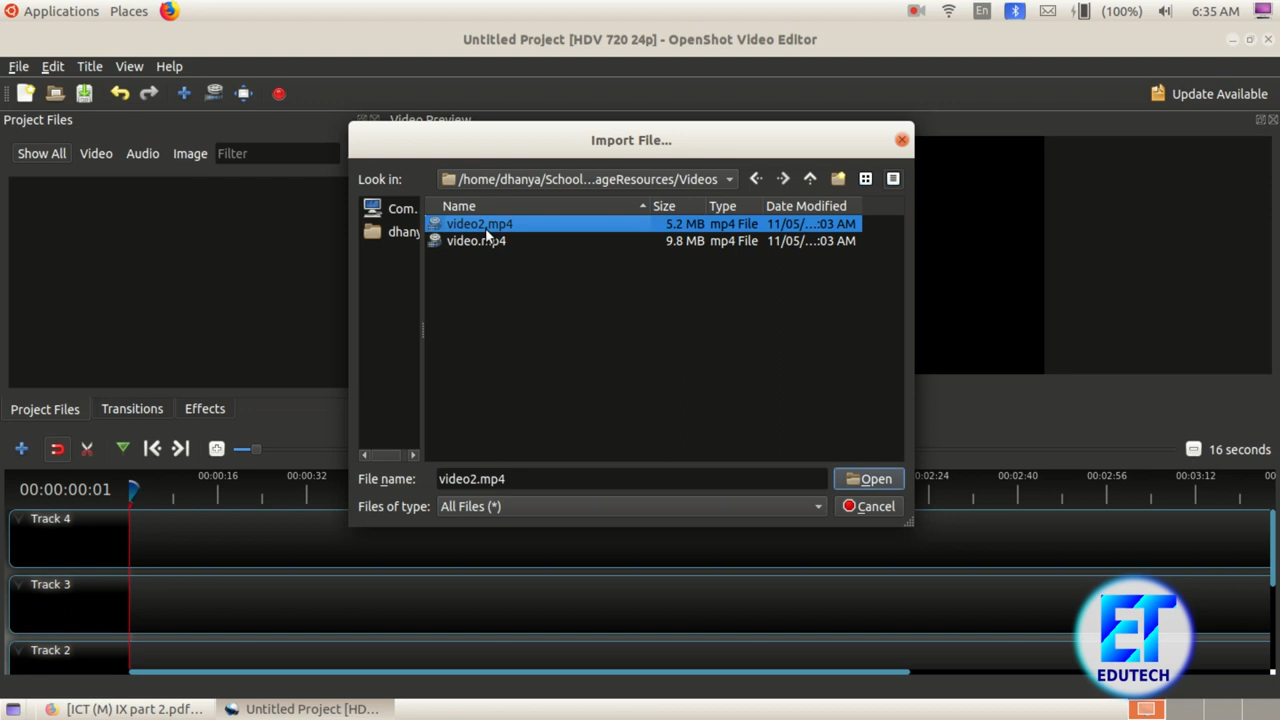 Applications Places En (100%) 6:35 AM
Untitled Project [HDV 720 24p] - OpenShot Video Editor
File Edit Title View Help
Update Available
Project Files Video Preview
Show All Video Audio Image Filter
Import File...
Look in: /home/dhanya/School...ageResources/Videos
Name Size Type Date Modified
Com. video2.mp4 5.2 MB mp4 File 11/05/...:03 AM
dhany video.mp4 9.8 MB mp4 File 11/05/...:03 AM
Project Files Transitions Effects
16 seconds
File name: video2.mp4 Open
Files of type: All Files (*) Cancel
00:00:00:01 00:00:16 00:00:32 0:02:24 00:02:40 00:02:56 00:03:12 00
Track 4
Track 3
Track 2
ET
EDUTECH
[ICT (M) IX part 2.pdf... Untitled Project [HD...